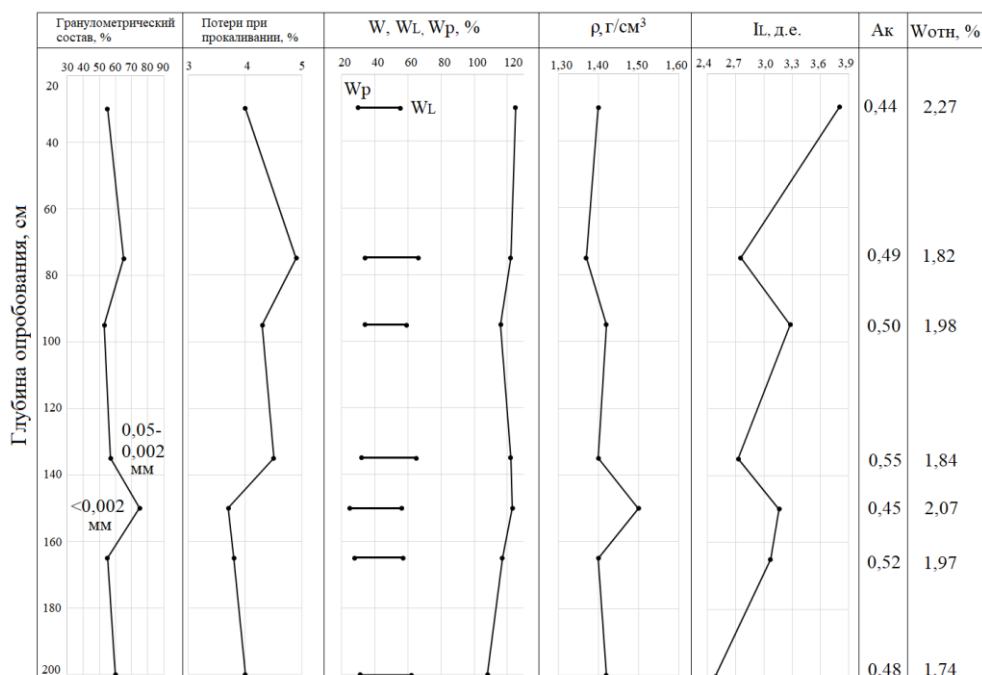 Гранулометрический
состав, %
Потери при
прокаливании, %
W, WL, Wp, %
ρ,г/см³
IL, д.е.
Ак
Wотн, %
30 40 50 60 70 80 90
3 4 5
20 40 60 80 100 120
1,30 1,40 1,50 1,60
2,4 2,7 3,0 3,3 3,6 3,9
Глубина опробования, см
20
40
60
80
100
120
140
160
180
200
Wp
WL
0,05-
0,002
мм
<0,002
мм
0,44 2,27
0,49 1,82
0,50 1,98
0,55 1,84
0,45 2,07
0,52 1,97
0,48 1,74